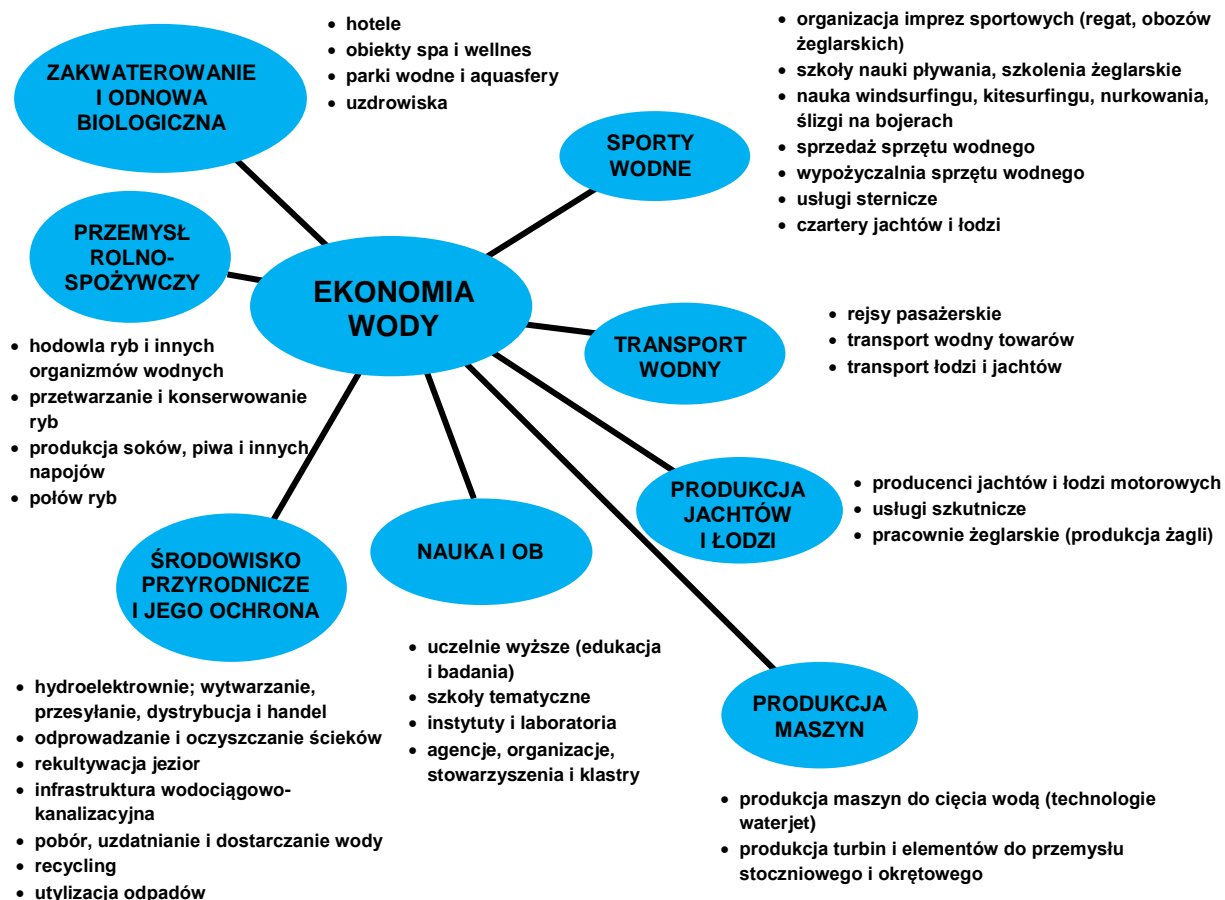 EKONOMIA
WODY
ZAKWATEROWANIE
I ODNOWA
BIOLOGICZNA
• hotele
• obiekty spa i wellnes
• parki wodne i aquasfery
• uzdrowiska
SPORTY
WODNE
• organizacja imprez sportowych (regat, obozów
żeglarskich)
• szkoły nauki pływania, szkolenia żeglarskie
• nauka windsurfingu, kitesurfingu, nurkowania,
ślizgi na bojerach
• sprzedaż sprzętu wodnego
• wypożyczalnia sprzętu wodnego
• usługi sternicze
• czartery jachtów i łodzi
PRZEMYSŁ
ROLNO-
SPOŻYWCZY
• hodowla ryb i innych
organizmów wodnych
• przetwarzanie i konserwowanie
ryb
• produkcja soków, piwa i innych
napojów
• połów ryb
TRANSPORT
WODNY
• rejsy pasażerskie
• transport wodny towarów
• transport łodzi i jachtów
PRODUKCJA
JACHTÓW
I ŁODZI
• producenci jachtów i łodzi motorowych
• usługi szkutnicze
• pracownie żeglarskie (produkcja żagli)
ŚRODOWISKO
PRZYRODNICZE
I JEGO OCHRONA
• hydroelektrownie; wytwarzanie,
przesyłanie, dystrybucja i handel
• odprowadzanie i oczyszczanie ścieków
• rekultywacja jezior
• infrastruktura wodociągowo-
kanalizacyjna
• pobór, uzdatnianie i dostarczanie wody
• recycling
• utylizacja odpadów
NAUKA I OB
• uczelnie wyższe (edukacja
i badania)
• szkoły tematyczne
• instytuty i laboratoria
• agencje, organizacje,
stowarzyszenia i klastry
PRODUKCJA
MASZYN
• produkcja maszyn do cięcia wodą (technologie
waterjet)
• produkcja turbin i elementów do przemysłu
stoczniowego i okrętowego